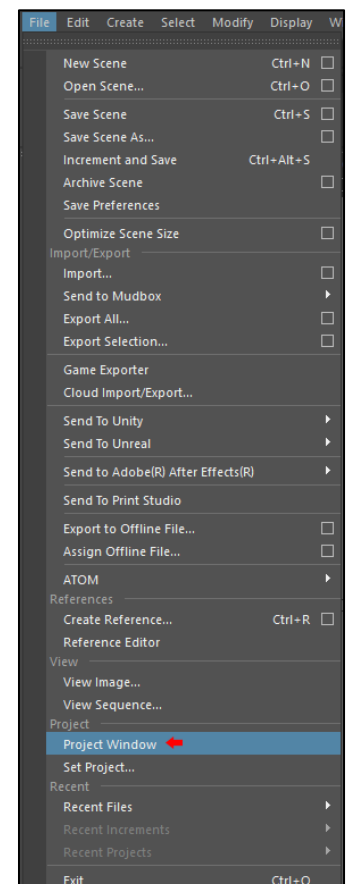 File Edit Create Select Modify Display W
New Scene Ctrl+N
Open Scene... Ctrl+O
Save Scene Ctrl+S
Save Scene As...
Increment and Save Ctrl+Alt+S
Archive Scene
Save Preferences
Optimize Scene Size
Import/Export
Import...
Send to Mudbox
Export All...
Export Selection...
Game Exporter
Cloud Import/Export...
Send To Unity
Send To Unreal
Send to Adobe(R) After Effects(R)
Send To Print Studio
Export to Offline File...
Assign Offline File...
ATOM
References
Create Reference... Ctrl+R
Reference Editor
View
View Image...
View Sequence...
Project
Project Window
Set Project...
Recent
Recent Files
Recent Increments
Recent Projects
Exit Ctrl+Q